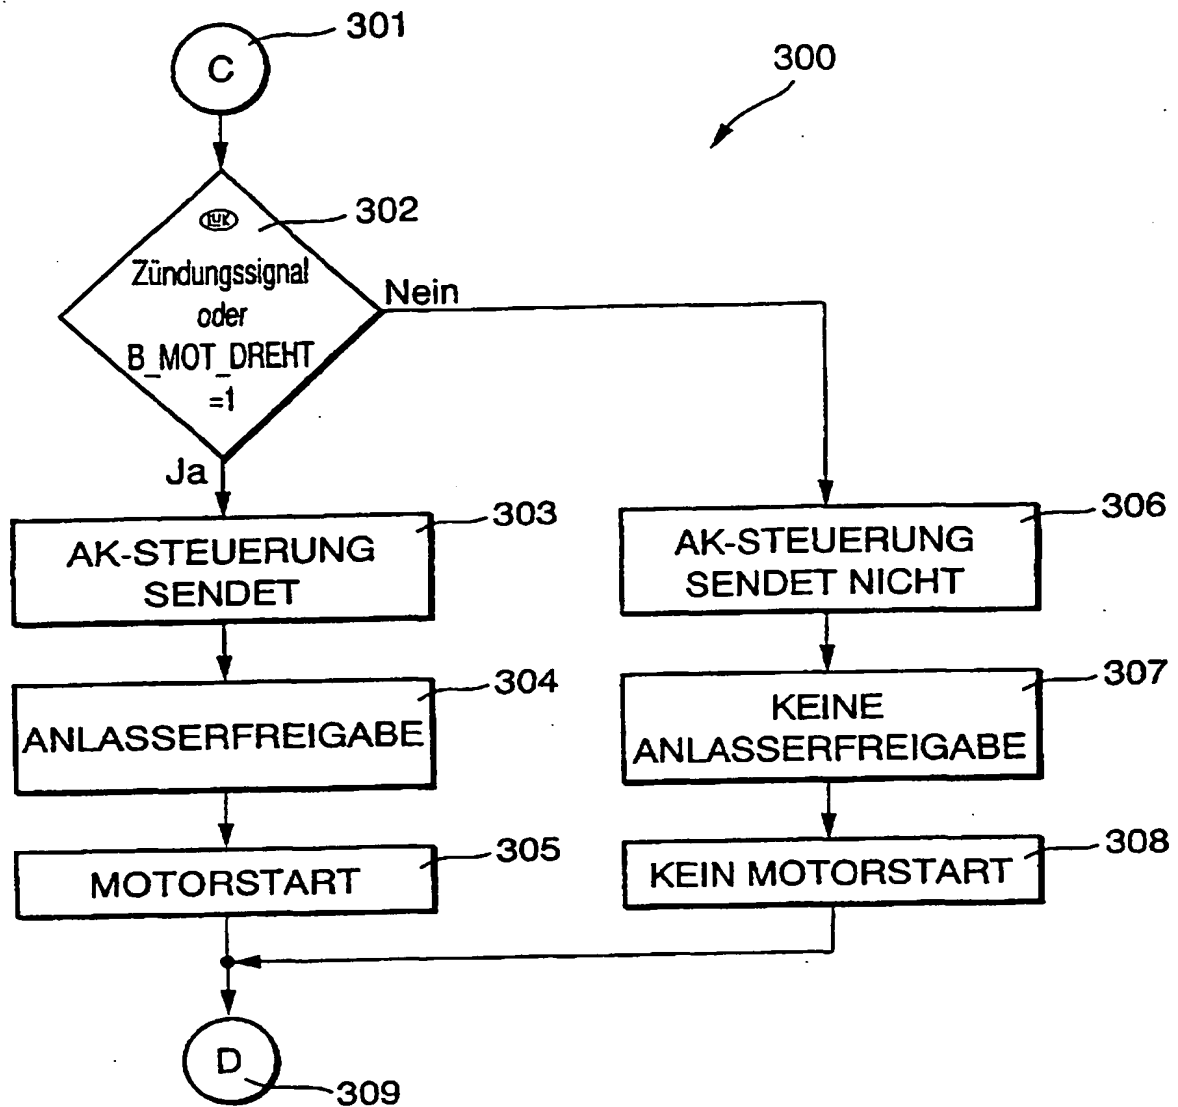 301
C
300
LUK
302
Zündungssignal
oder
B_MOT_DREHT
=1
Nein
Ja
303
AK-STEUERUNG
SENDET
306
AK-STEUERUNG
SENDET NICHT
304
ANLASSERFREIGABE
307
KEINE
ANLASSERFREIGABE
305
MOTORSTART
308
KEIN MOTORSTART
D
309